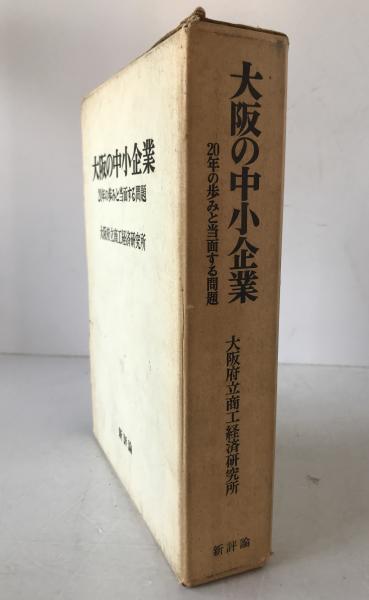 大阪の中小企業
20年の歩みと当面する問題
大阪府立商工経済研究所
新評論
大阪の中小企業
20年の歩みと当面する問題
大阪府立商工経済研究所
新評論